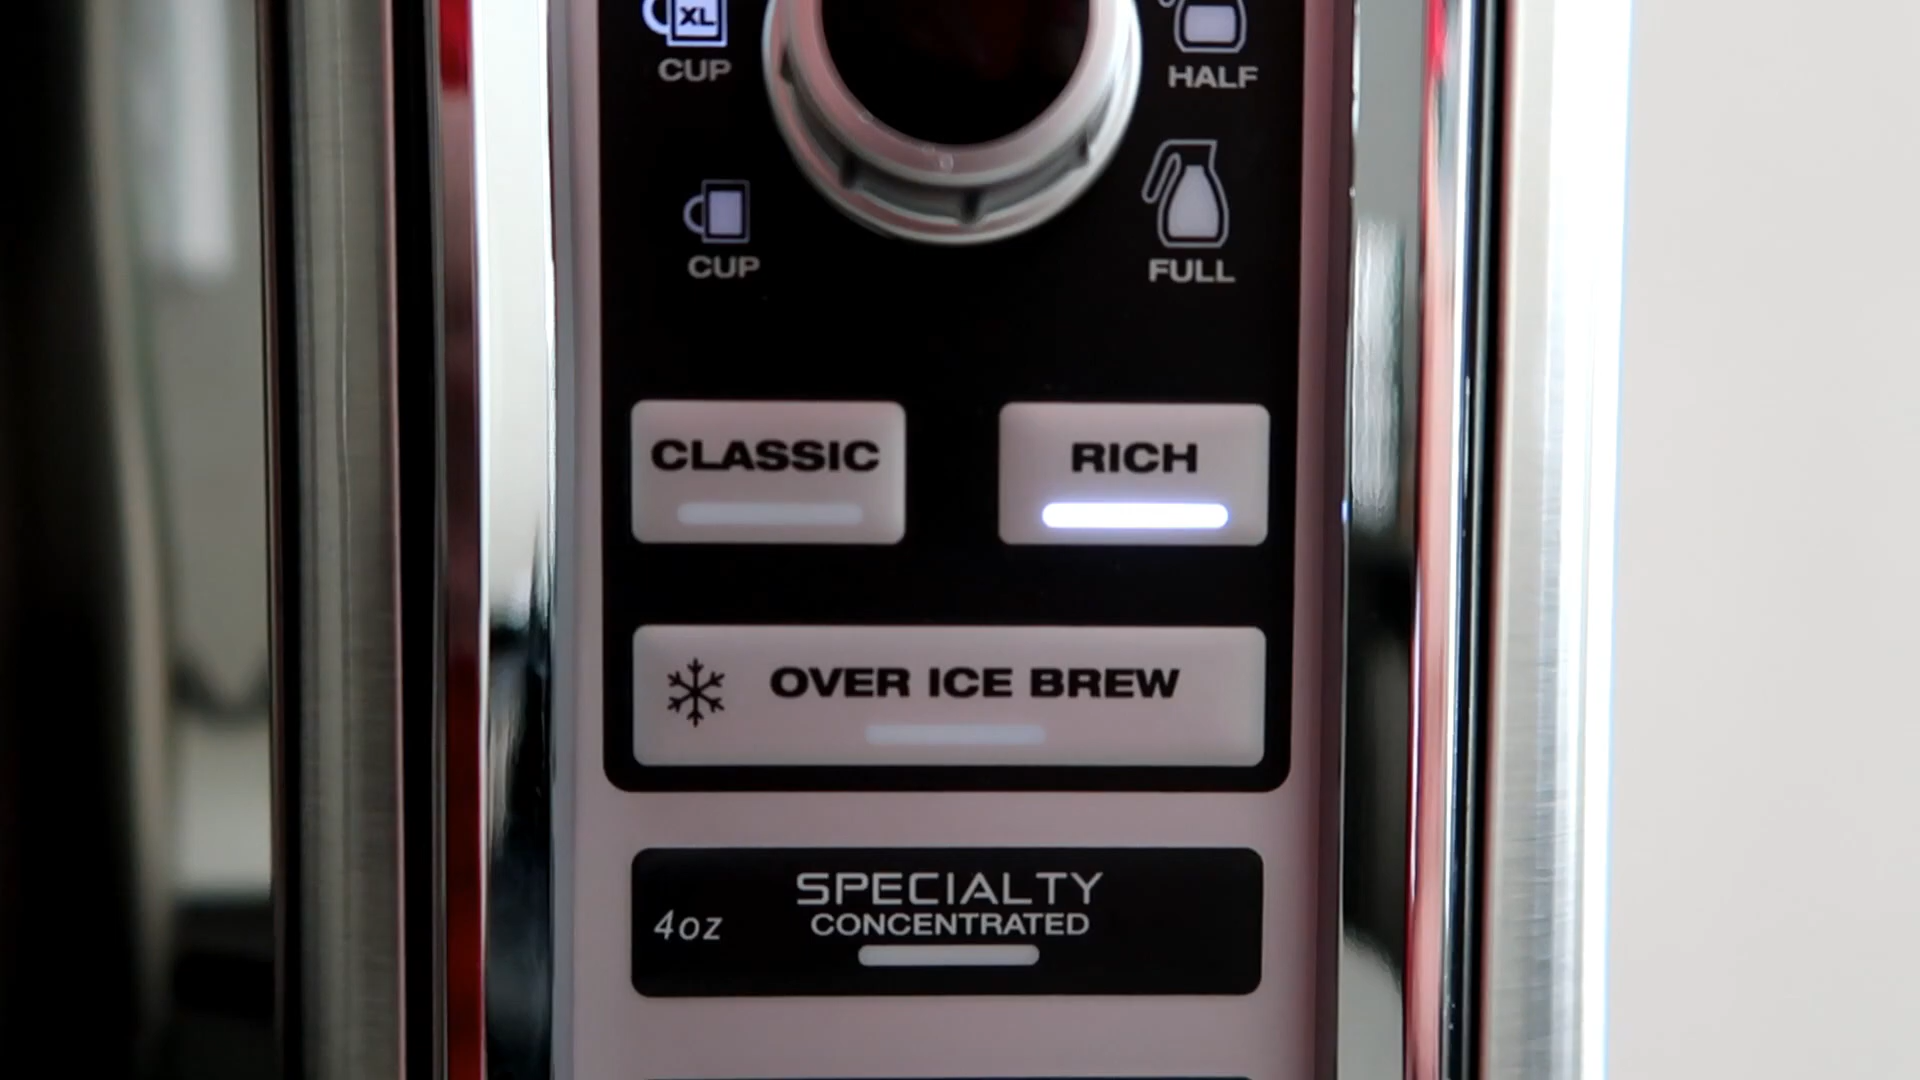 XL
CUP
HALF
CUP
FULL
CLASSIC
RICH
OVER ICE BREW
SPECIALTY
4oz
CONCENTRATED